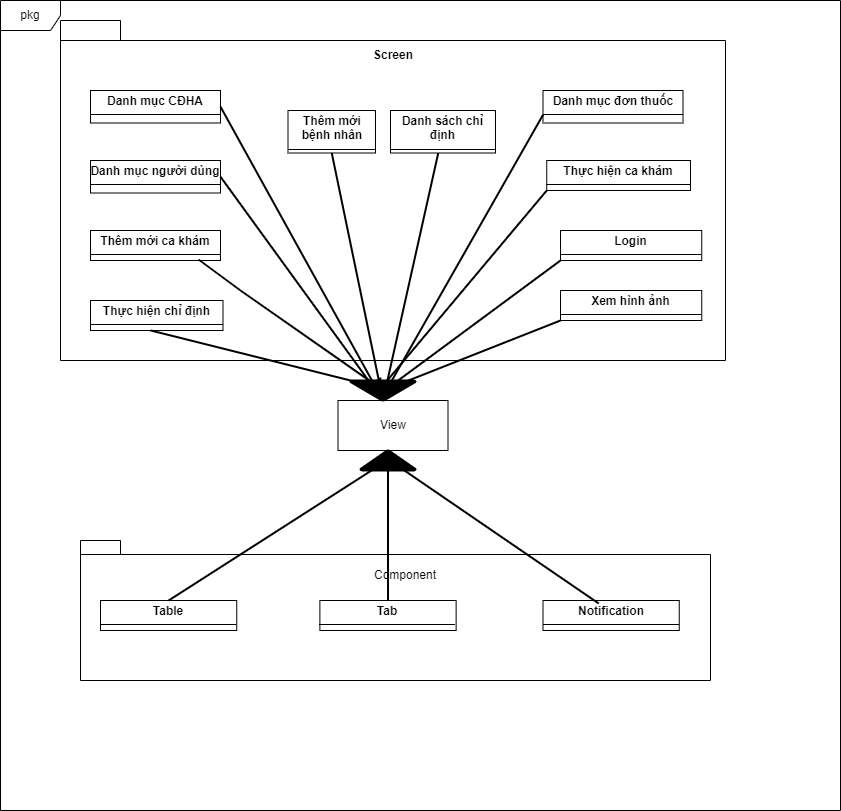 pkg
Screen
Danh mục CĐHA
Thêm mới
bệnh nhân
Danh sách chỉ
định
Danh mục đơn thuốc
Danh mục người dùng
Thực hiện ca khám
Thêm mới ca khám
Login
Thực hiện chỉ định
Xem hình ảnh
View
Component
Table
Tab
Notification